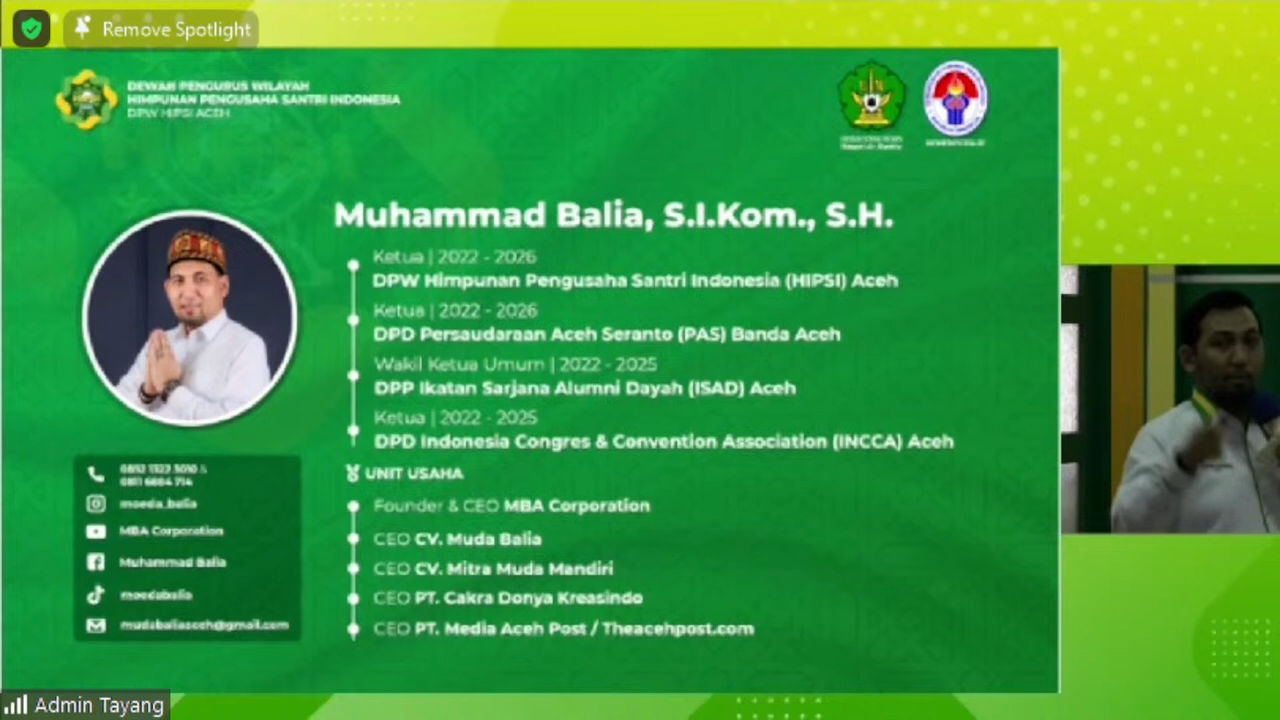 Remove Spotlight
DEWAN PENGURUS WILAYAH
HIMPUNAN PENGUSAHA SANTRI INDONESIA
DPW HIPSI ACEH
Muhammad Balia, S.I.Kom., S.H.
Ketua | 2022 - 2026
DPW Himpunan Pengusaha Santri Indonesia (HIPSI) Aceh
Ketua | 2022 - 2026
DPD Persaudaraan Aceh Seranto (PAS) Banda Aceh
Wakil Ketua Umum | 2022 - 2025
DPP Ikatan Sarjana Alumni Dayah (ISAD) Aceh
Ketua | 2022 - 2025
DPD Indonesia Congres & Convention Association (INCCA) Aceh
UNIT USAHA
Founder & CEO MBA Corporation
CEO CV. Muda Balia
CEO CV. Mitra Muda Mandiri
CEO PT. Cakra Donya Kreasindo
CEO PT. Media Aceh Post / Theacehpost.com
moeda_balia
MBA Corporation
Muhammad Balia
moedabalia
mudabaliaaceh@gmail.com
Admin Tayang